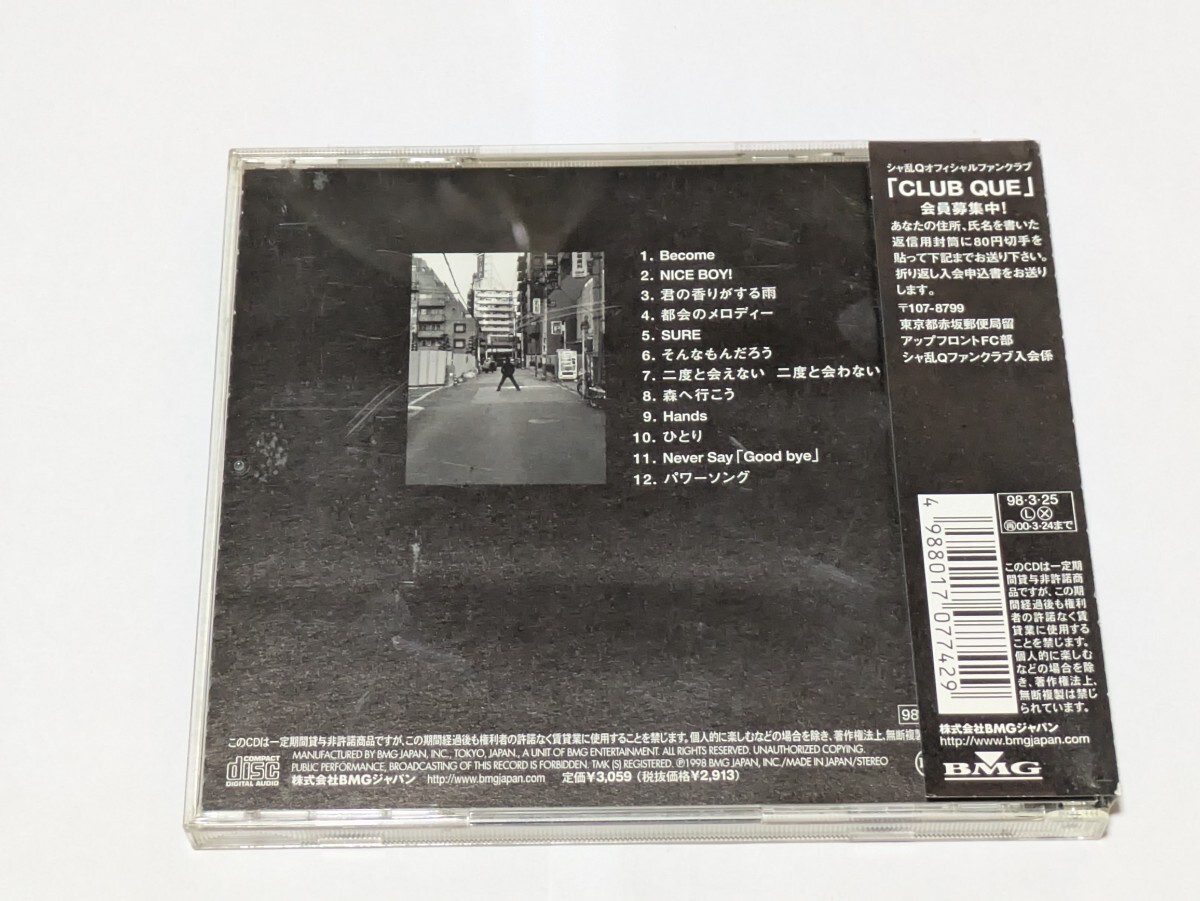 1. Become
2. NICE BOY!
3. 君の香りがする雨
4. 都会のメロディー
5. SURE
6. そんなもんだろう
7. 二度と会えない 二度と会わない
8. 森へ行こう
9. Hands
10. ひとり
11. Never Say「Good bye」
12. パワーソング
98
このCDは一定期間貸与非許諾商品ですが、この期間経過後も権利者の許諾なく賃貸業に使用することを禁じます。個人的に楽しむなどの場合を除き、著作権法上、無断複製
MANUFACTURED BY BMG JAPAN, INC., TOKYO, JAPAN., A UNIT OF BMG ENTERTAINMENT. ALL RIGHTS RESERVED. UNAUTHORIZED COPYING.
PUBLIC PERFORMANCE, BROADCASTING OF THIS RECORD IS FORBIDDEN. TMK (S) REGISTERED. ℗1998 BMG JAPAN, INC./MADE IN JAPAN/STEREO
COMPACT
disc
DIGITAL AUDIO
株式会社BMGジャパン http://www.bmgjapan.com 定価¥3,059(税抜価格¥2,913)
シャ乱Qオフィシャルファンクラブ
「CLUB QUE」
会員募集中!
あなたの住所、氏名を書いた
返信用封筒に80円切手を
貼って下記までお送り下さい。
折り返し入会申込書をお送り
します。
〒107-8799
東京都赤坂郵便局留
アップフロントFC部
シャ乱Qファンクラブ入会係
4988017077429
98・3・25
Ⓛ Ⓧ
㋱00・3・24まで
このCDは一定期
間貸与非許諾商
品ですが、この期
間経過後も権利
者の許諾なく賃
貸業に使用する
ことを禁じます。
個人的に楽しむ
などの場合を除
き、著作権法上、
無断複製は禁じ
られています。
株式会社BMGジャパン
http://www.bmgjapan.com
BMG